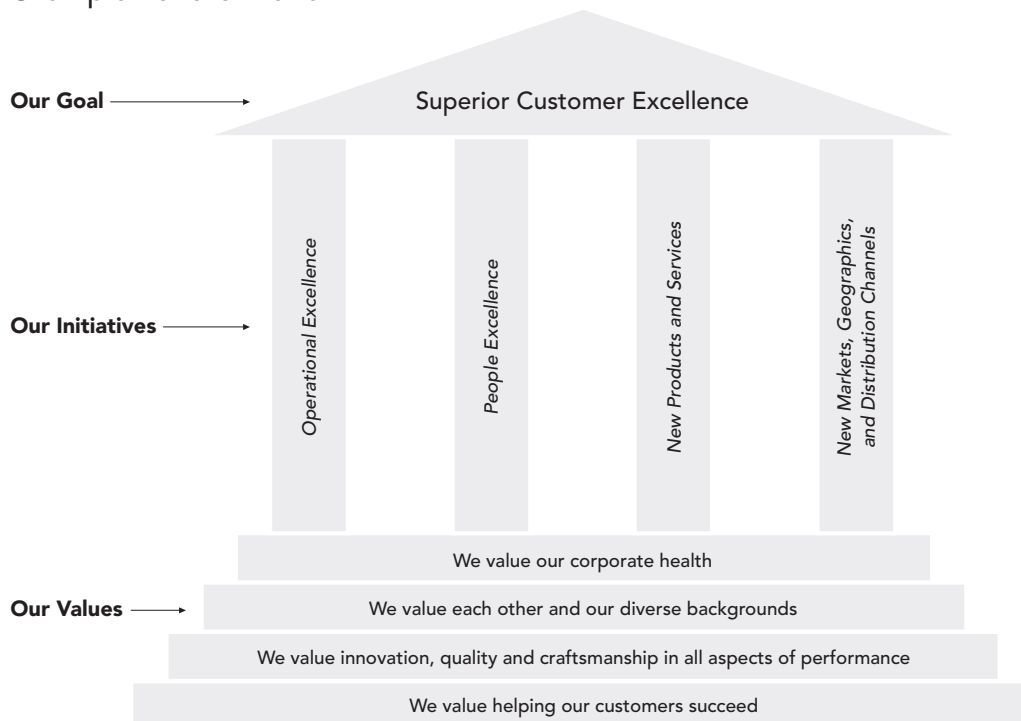 Our Goal
Superior Customer Excellence
Our Initiatives
Operational Excellence
People Excellence
New Products and Services
New Markets, Geographics,
and Distribution Channels
We value our corporate health
Our Values
We value each other and our diverse backgrounds
We value innovation, quality and craftsmanship in all aspects of performance
We value helping our customers succeed